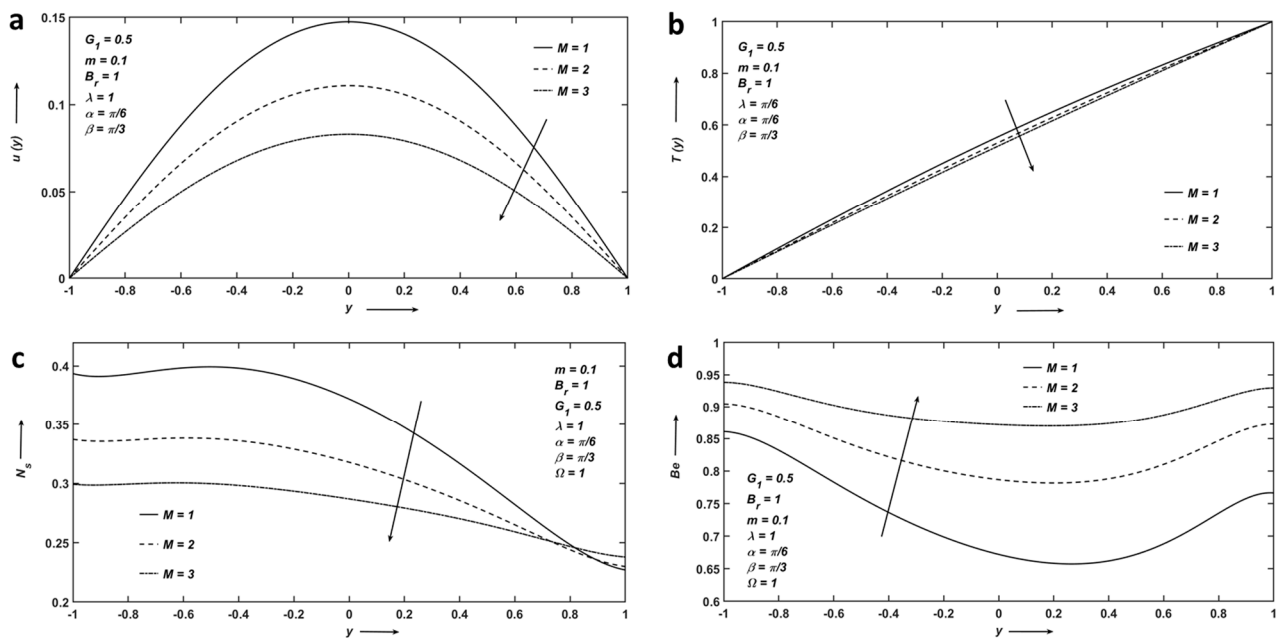 a
G1 = 0.5
m = 0.1
Br = 1
λ = 1
α = π/6
β = π/3
M = 1
M = 2
M = 3
0.15
0.1
0.05
0
u (y)
-1 -0.8 -0.6 -0.4 -0.2 0 0.2 0.4 0.6 0.8 1
y
b
G1 = 0.5
m = 0.1
Br = 1
λ = π/6
α = π/6
β = π/3
M = 1
M = 2
M = 3
1
0.8
0.6
0.4
0.2
0
T (y)
-1 -0.8 -0.6 -0.4 -0.2 0 0.2 0.4 0.6 0.8 1
y
c
m = 0.1
Br = 1
G1 = 0.5
λ = 1
α = π/6
β = π/3
Ω = 1
M = 1
M = 2
M = 3
0.4
0.35
0.3
0.25
0.2
Ns
-1 -0.8 -0.6 -0.4 -0.2 0 0.2 0.4 0.6 0.8 1
y
d
M = 1
M = 2
M = 3
G1 = 0.5
Br = 1
m = 0.1
λ = 1
α = π/6
β = π/3
Ω = 1
1
0.95
0.9
0.85
0.8
0.75
0.7
0.65
0.6
Be
-1 -0.8 -0.6 -0.4 -0.2 0 0.2 0.4 0.6 0.8 1
y